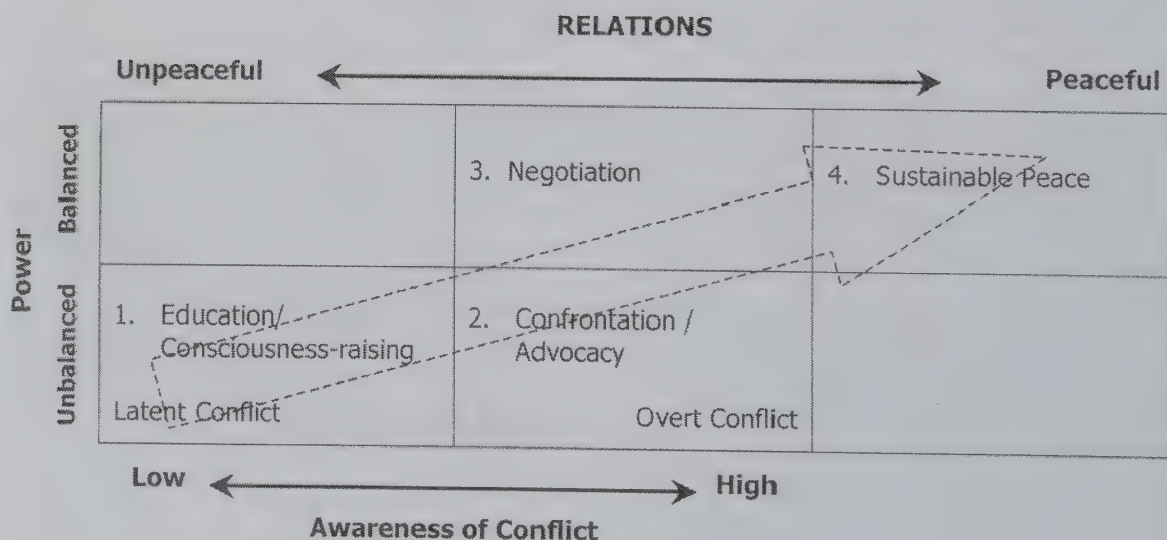 RELATIONS
Unpeaceful Peaceful
Power
Balanced
Unbalanced
3. Negotiation
4. Sustainable Peace
1. Education/
Consciousness-raising
2. Confrontation /
Advocacy
Latent Conflict
Overt Conflict
Low High
Awareness of Conflict